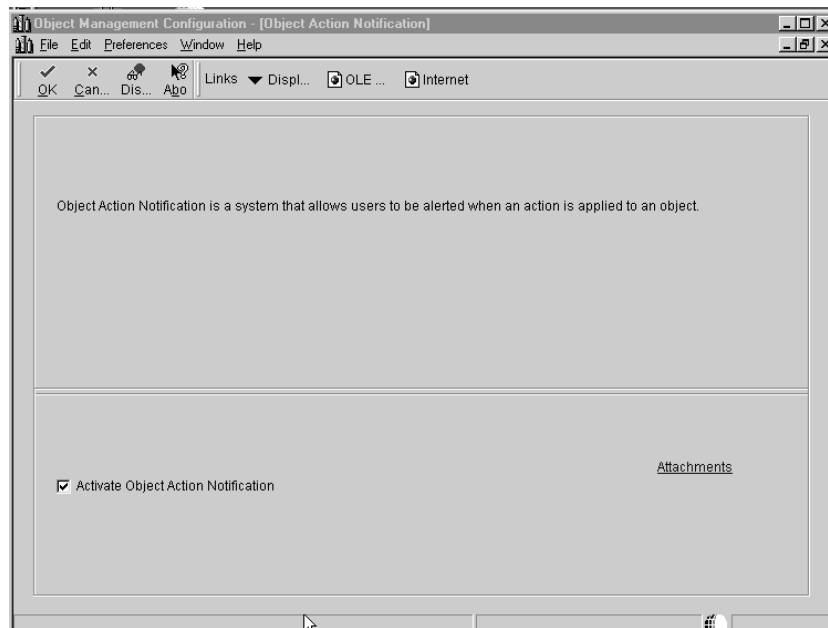 Object Management Configuration - [Object Action Notification]
File Edit Preferences Window Help
OK Can... Dis... Abo Links Displ... OLE ... Internet
Object Action Notification is a system that allows users to be alerted when an action is applied to an object.
Attachments
Activate Object Action Notification